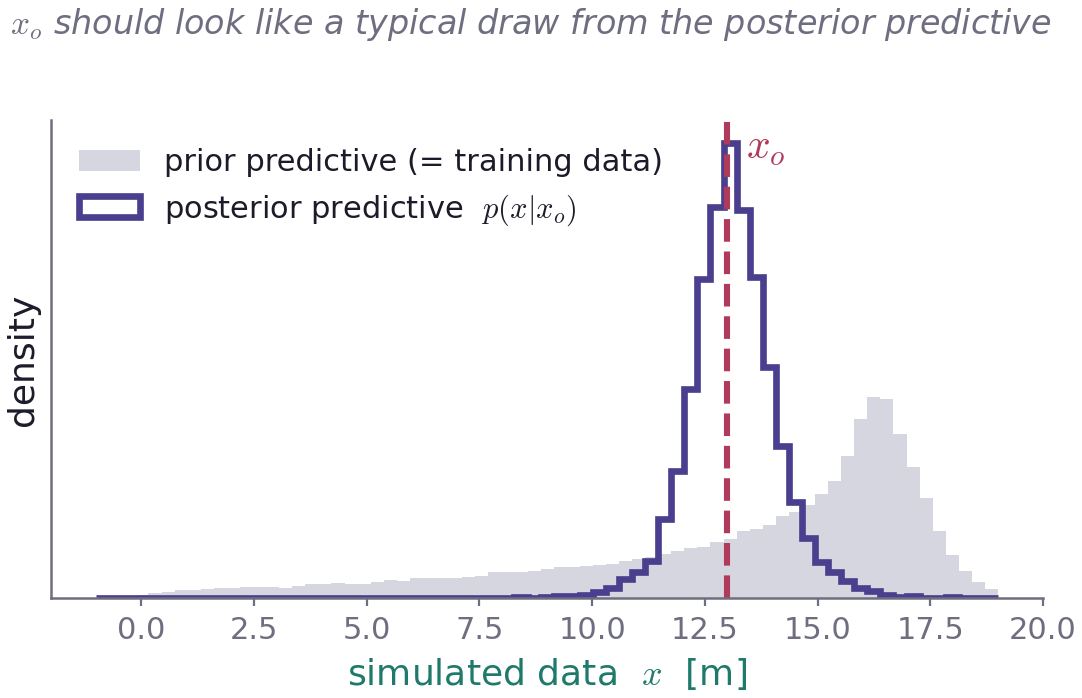 x_o should look like a typical draw from the posterior predictive
prior predictive (= training data)
posterior predictive p(x|x_o)
x_o
density
0.0 2.5 5.0 7.5 10.0 12.5 15.0 17.5 20.0
simulated data x [m]